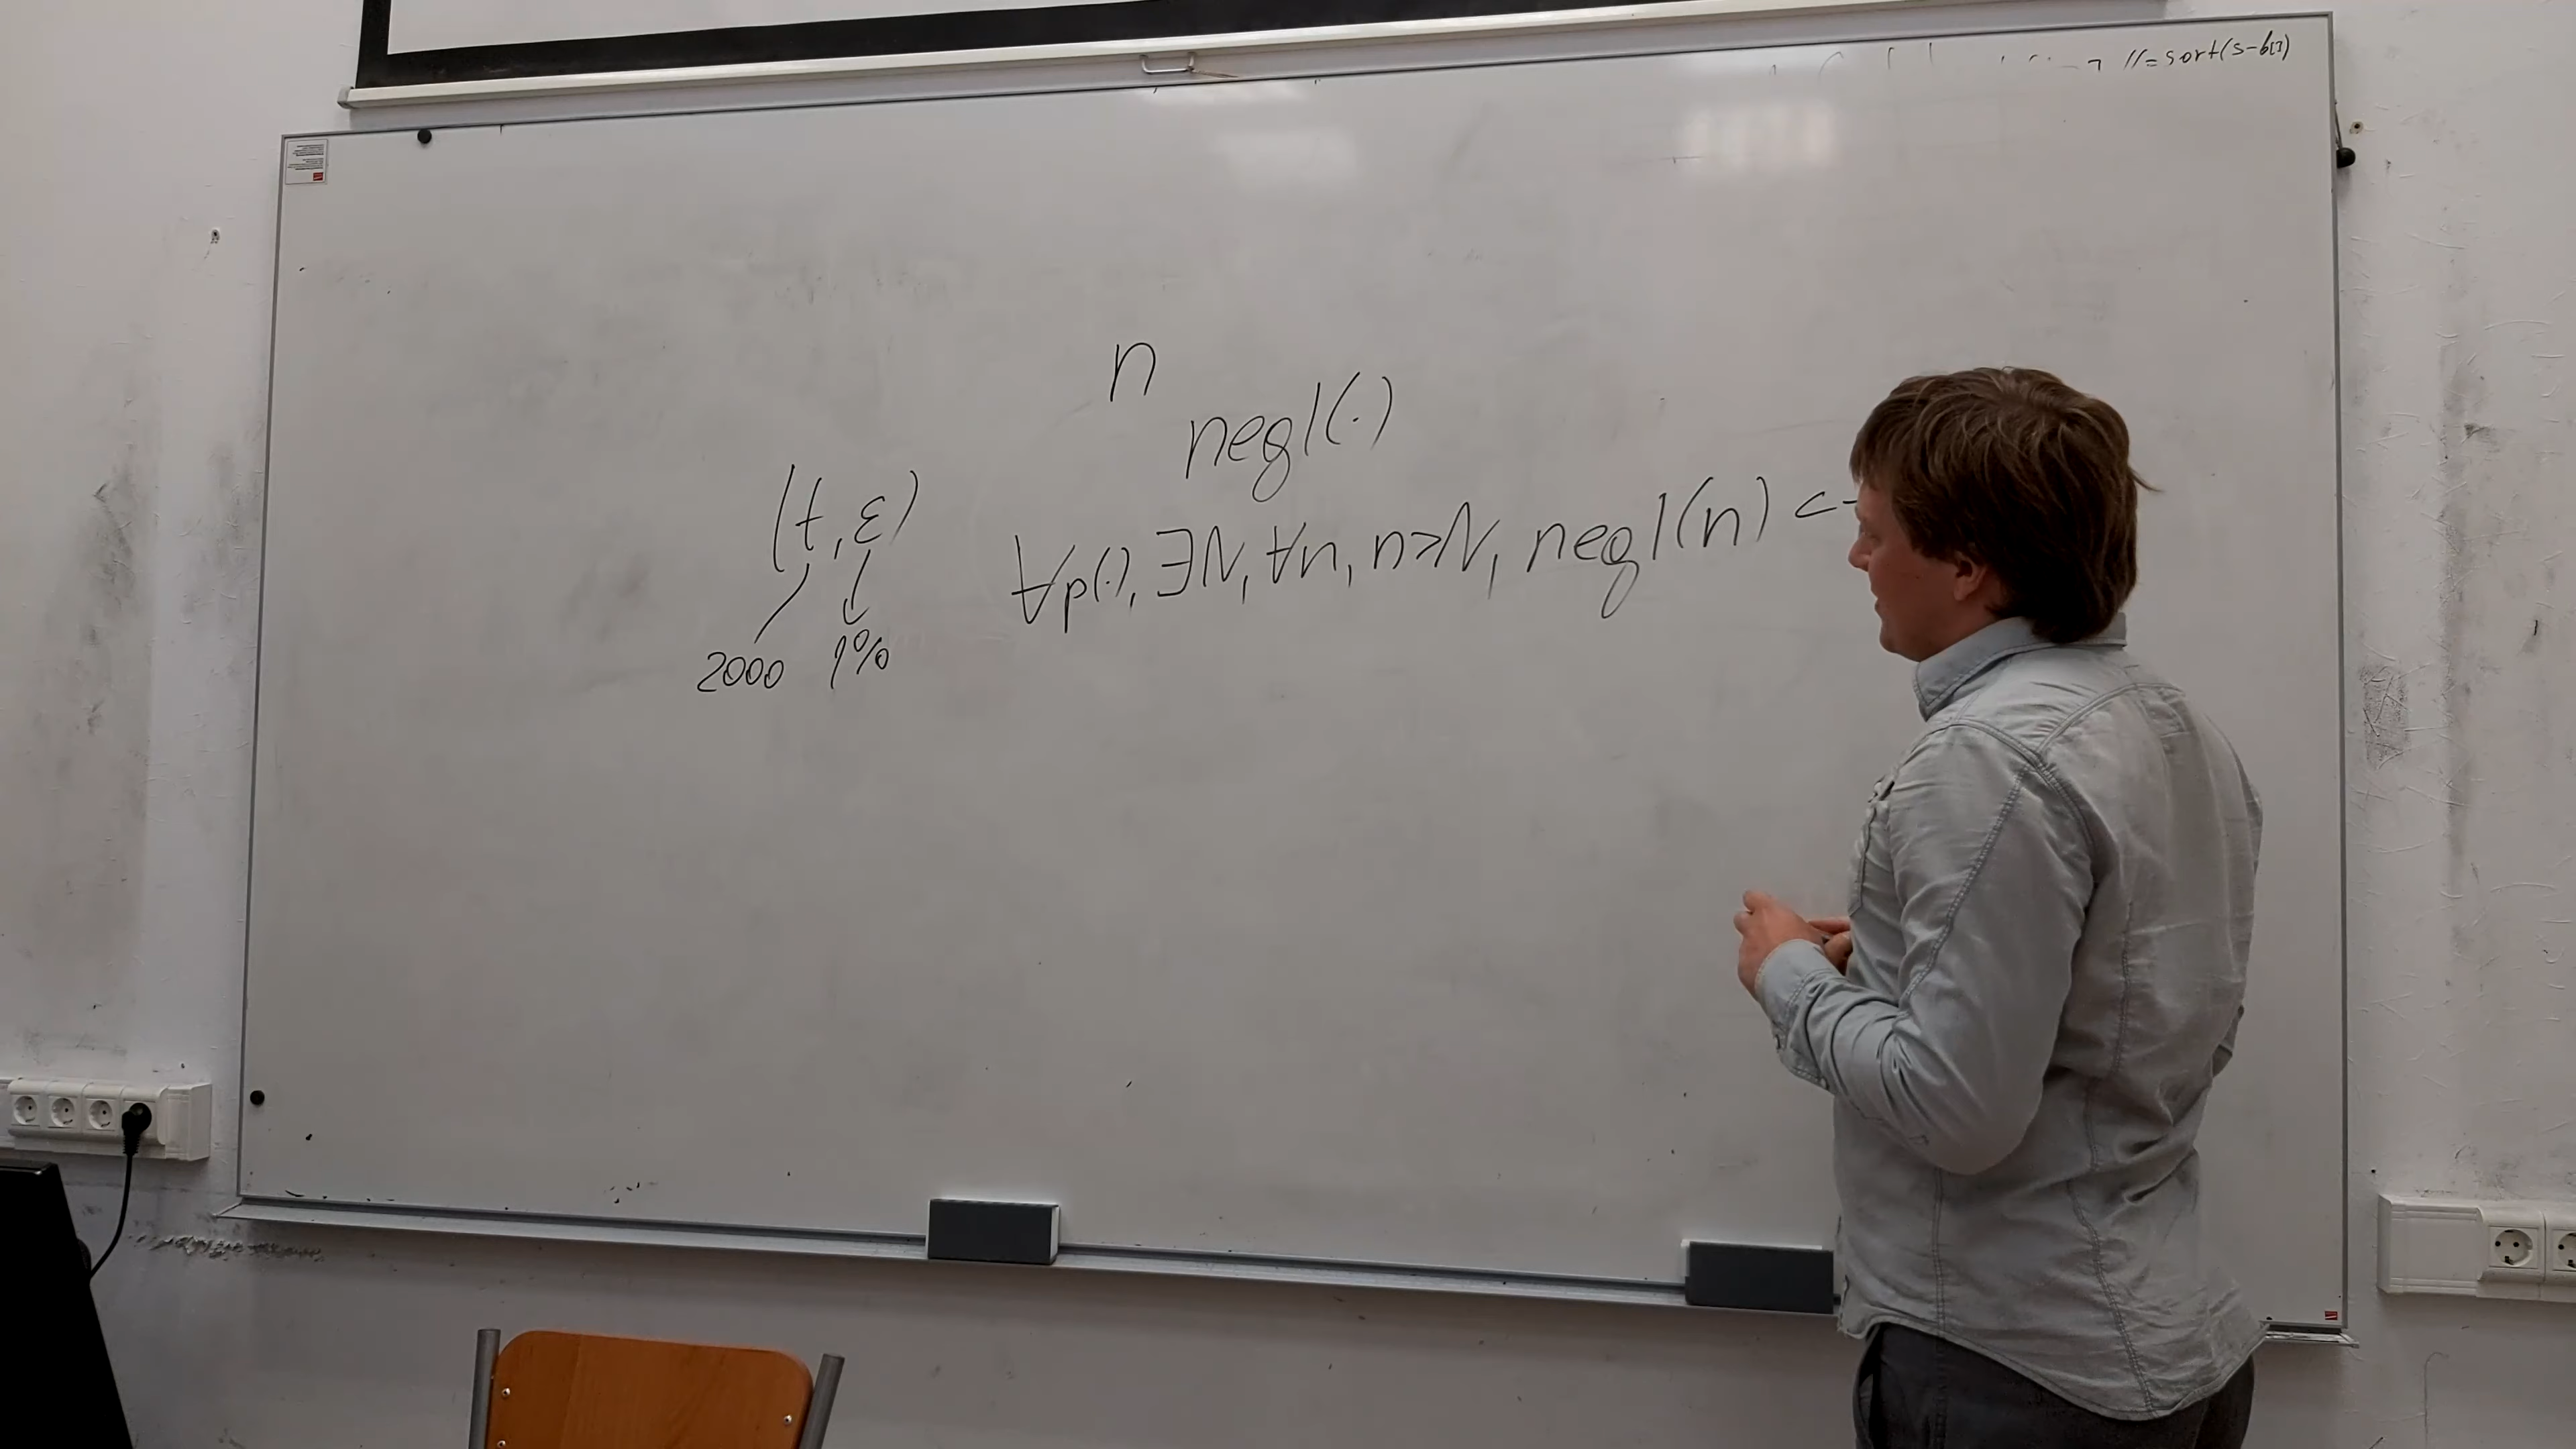 //=sort(s-b[i])
n
negl(·)
(t,ε)
∀p(·), ∃N, ∀n, n>N, negl(n) <
2000 1%